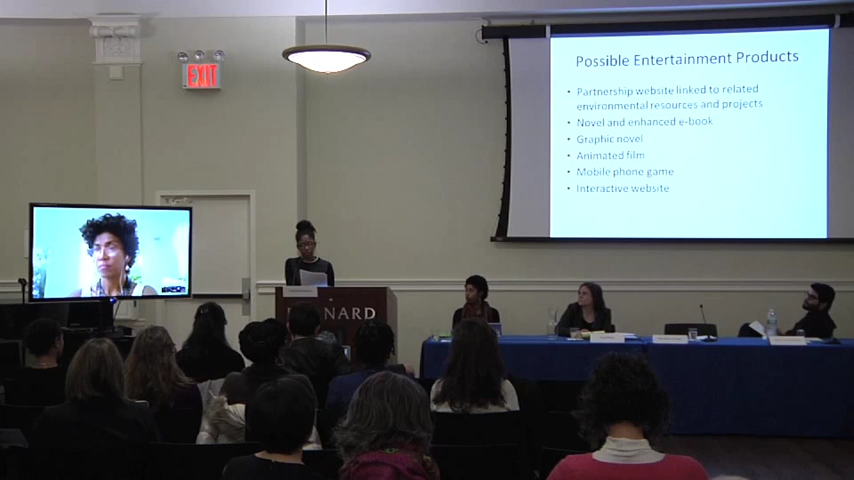 EXIT
Possible Entertainment Products
• Partnership website linked to related
environmental resources and projects
• Novel and enhanced e-book
• Graphic novel
• Animated film
• Mobile phone game
• Interactive website
NARD